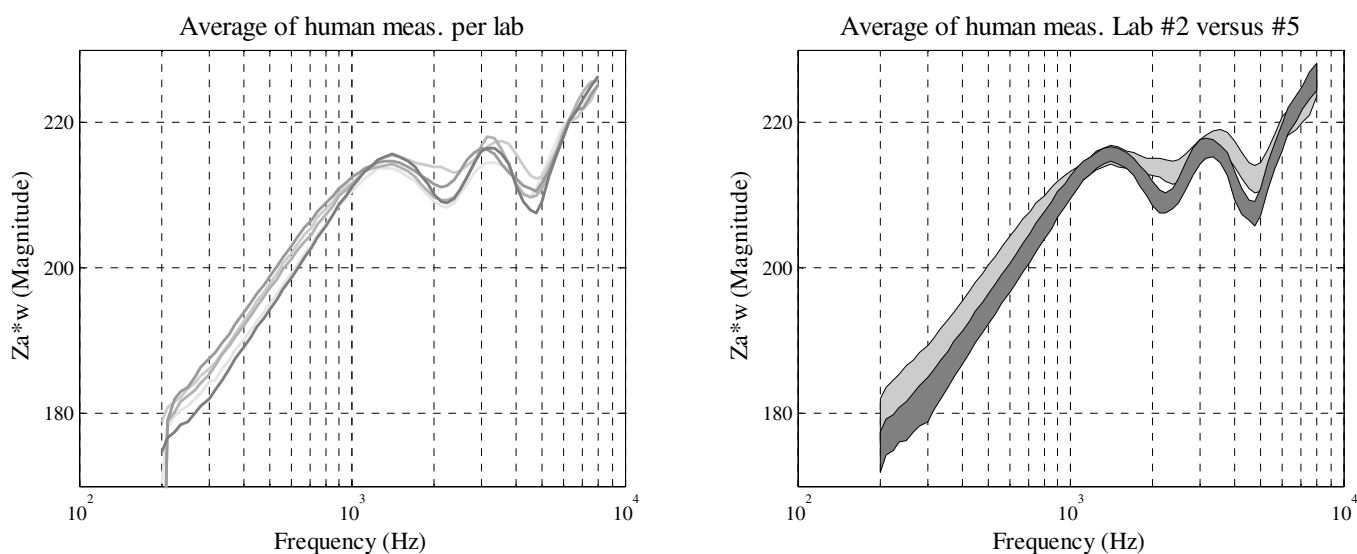 Average of human meas. per lab
220
200
180
Za*w (Magnitude)
10^2
10^3
10^4
Frequency (Hz)
Average of human meas. Lab #2 versus #5
220
200
180
Za*w (Magnitude)
10^2
10^3
10^4
Frequency (Hz)